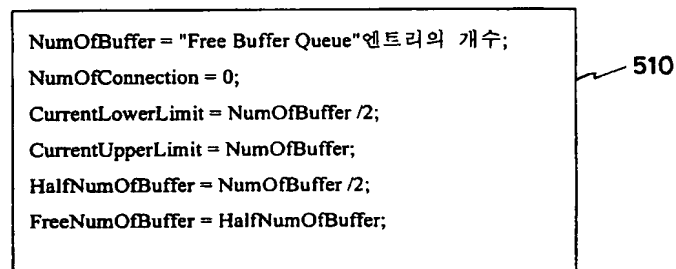 NumOfBuffer = "Free Buffer Queue"엔트리의 개수;
NumOfConnection = 0;
CurrentLowerLimit = NumOfBuffer /2;
CurrentUpperLimit = NumOfBuffer;
HalfNumOfBuffer = NumOfBuffer /2;
FreeNumOfBuffer = HalfNumOfBuffer;
510